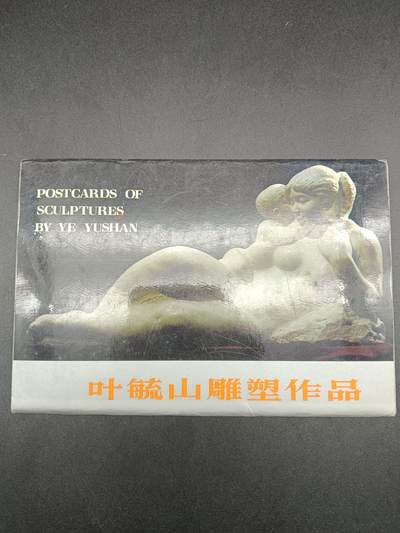 POSTCARDS OF
SCULPTURES
BY YE YUSHAN
叶毓山雕塑作品